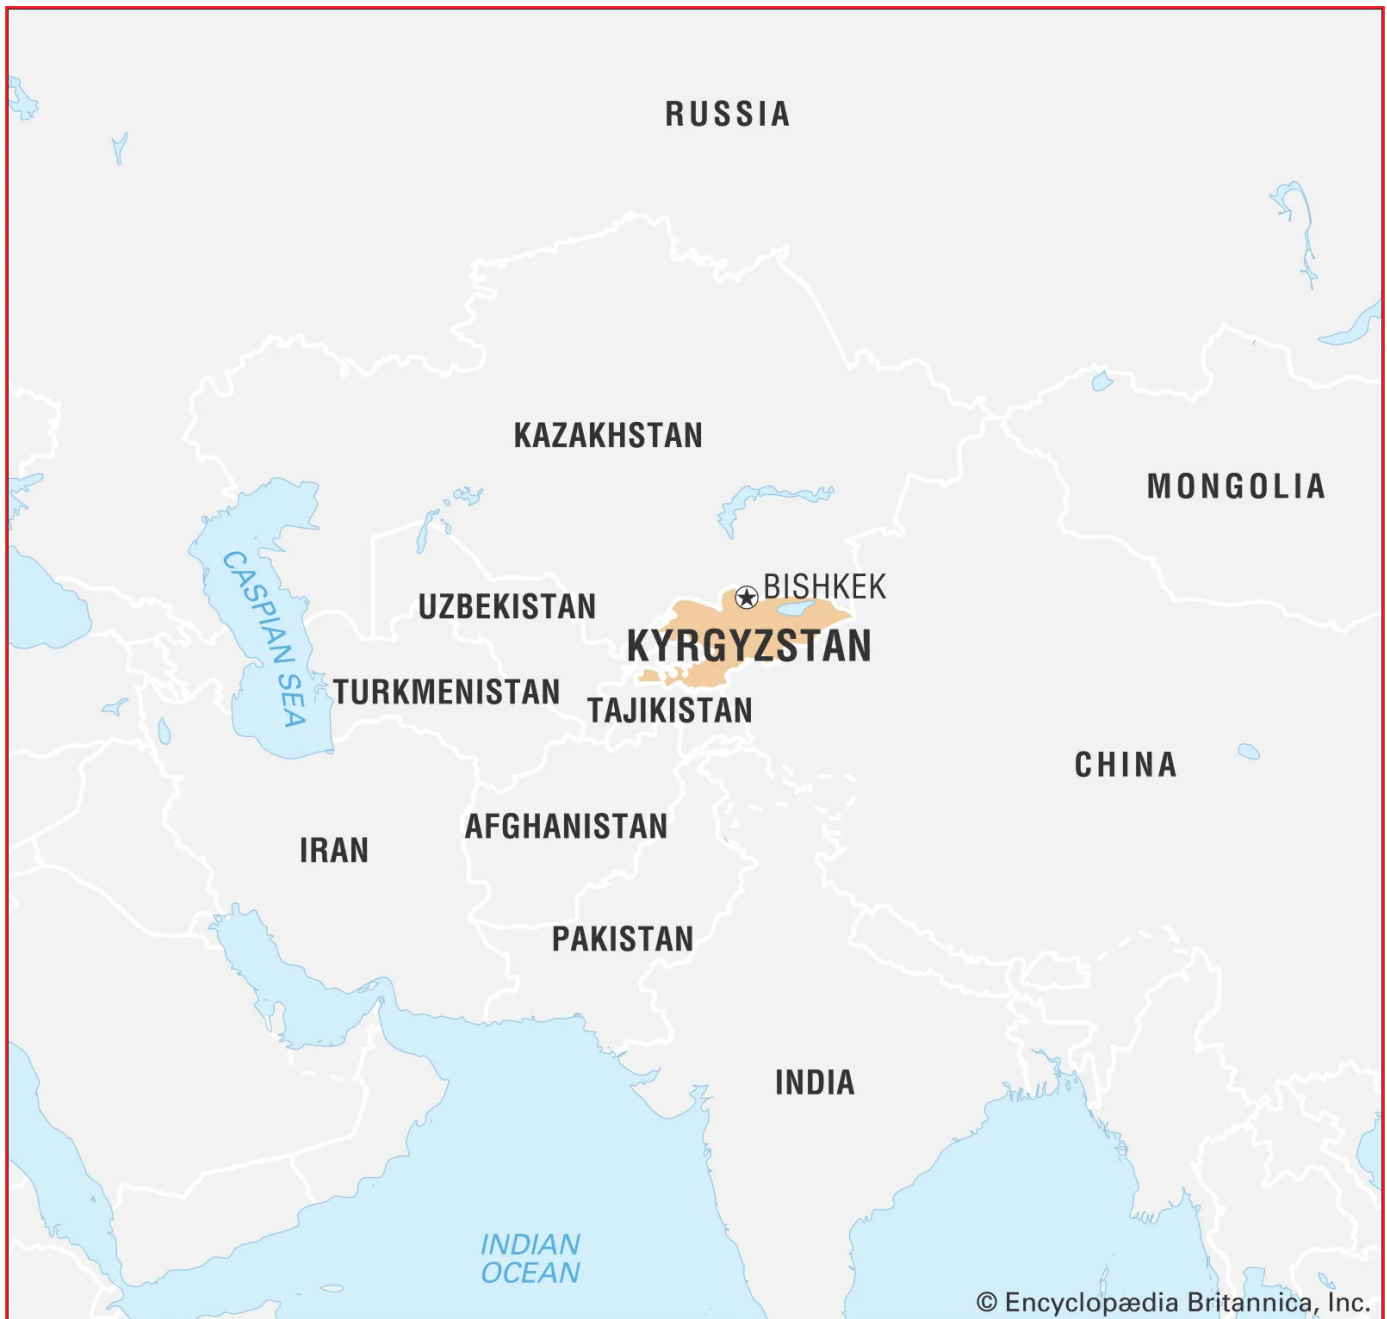 RUSSIA
KAZAKHSTAN
MONGOLIA
CASPIAN SEA
BISHKEK
UZBEKISTAN
KYRGYZSTAN
TURKMENISTAN
TAJIKISTAN
CHINA
AFGHANISTAN
IRAN
PAKISTAN
INDIA
INDIAN
OCEAN
© Encyclopædia Britannica, Inc.